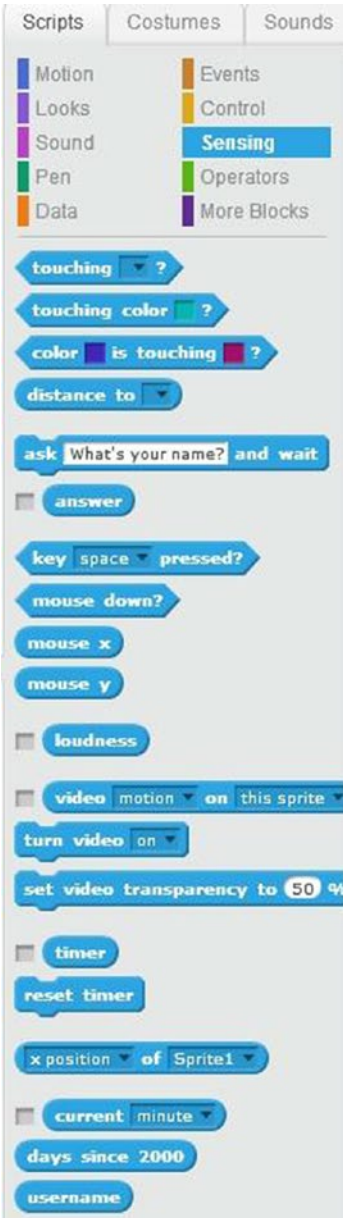 Scripts Costumes Sounds
Motion Events
Looks Control
Sound Sensing
Pen Operators
Data More Blocks
touching ?
touching color ?
color is touching ?
distance to
ask What's your name? and wait
answer
key space pressed?
mouse down?
mouse x
mouse y
loudness
video motion on this sprite
turn video on
set video transparency to 50 %
timer
reset timer
x position of Sprite1
current minute
days since 2000
username